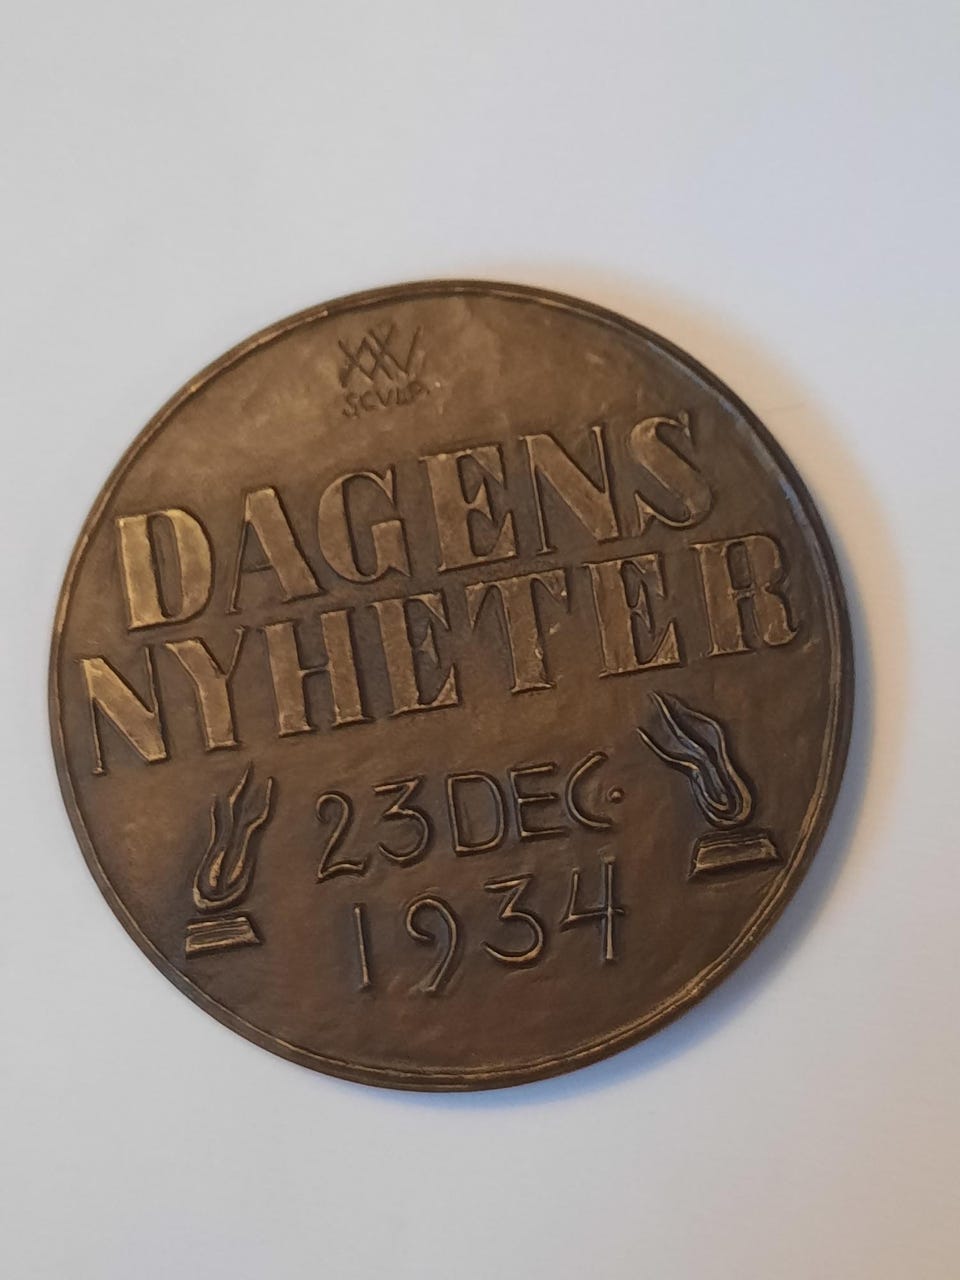 SCVLP.
DAGENS
NYHETER
23 DEC.
1934